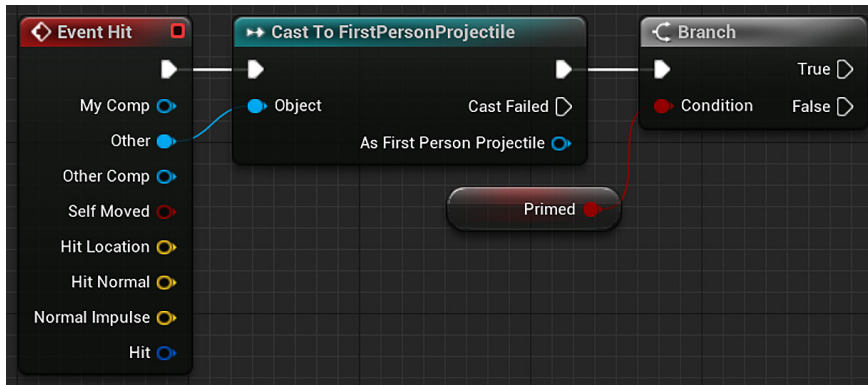 Event Hit
My Comp
Other
Other Comp
Self Moved
Hit Location
Hit Normal
Normal Impulse
Hit
Cast To FirstPersonProjectile
Object
Cast Failed
As First Person Projectile
Primed
Branch
True
Condition
False